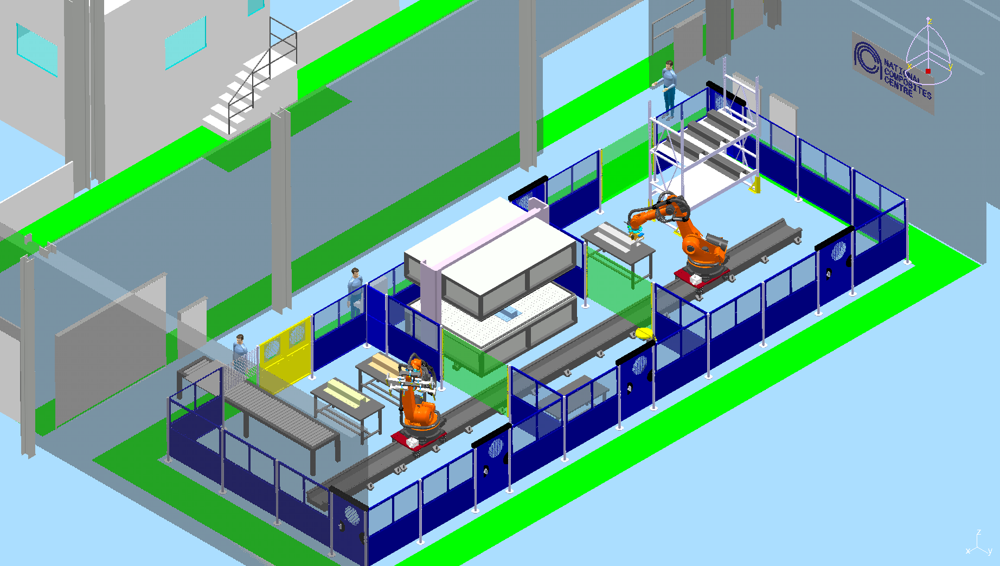 z
x
y
NATIONAL
COMPOSITES
CENTRE
z
x
y